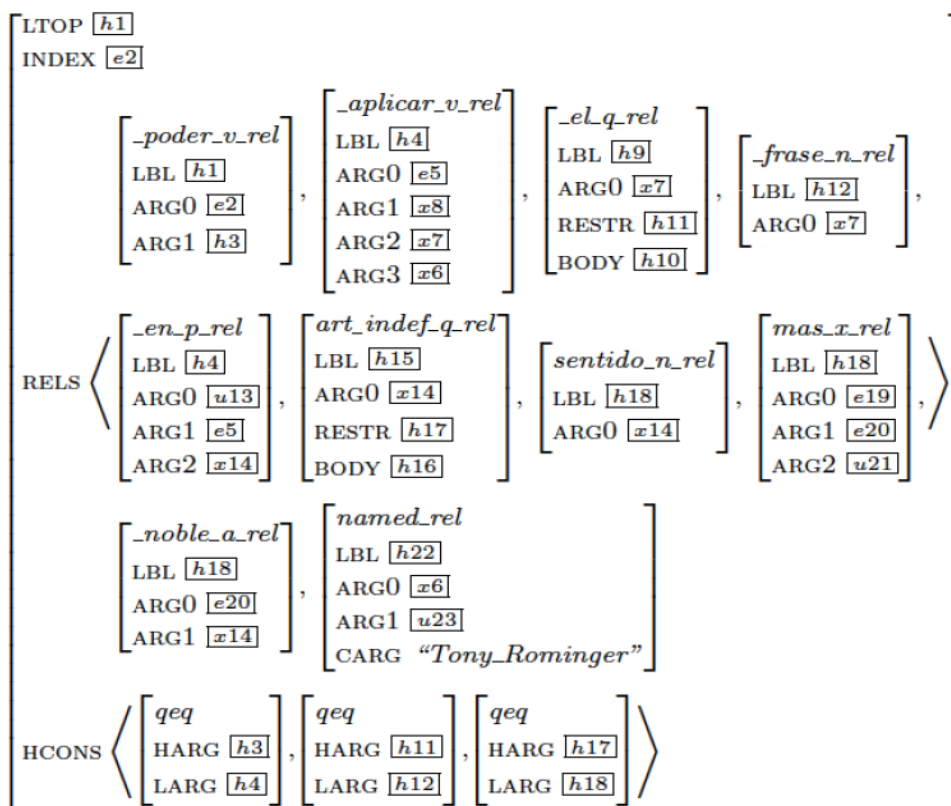 LTOP h1
INDEX e2
_poder_v_rel
LBL h1
ARG0 e2
ARG1 h3
,
_aplicar_v_rel
LBL h4
ARG0 e5
ARG1 x8
ARG2 x7
ARG3 x6
,
_el_q_rel
LBL h9
ARG0 x7
RESTR h11
BODY h10
,
_frase_n_rel
LBL h12
ARG0 x7
,
RELS
_en_p_rel
LBL h4
ARG0 u13
ARG1 e5
ARG2 x14
,
art_indef_q_rel
LBL h15
ARG0 x14
RESTR h17
BODY h16
,
sentido_n_rel
LBL h18
ARG0 x14
,
mas_x_rel
LBL h18
ARG0 e19
ARG1 e20
ARG2 u21
,
_noble_a_rel
LBL h18
ARG0 e20
ARG1 x14
,
named_rel
LBL h22
ARG0 x6
ARG1 u23
CARG “Tony_Rominger”
HCONS
qeq
HARG h3
LARG h4
,
qeq
HARG h11
LARG h12
,
qeq
HARG h17
LARG h18